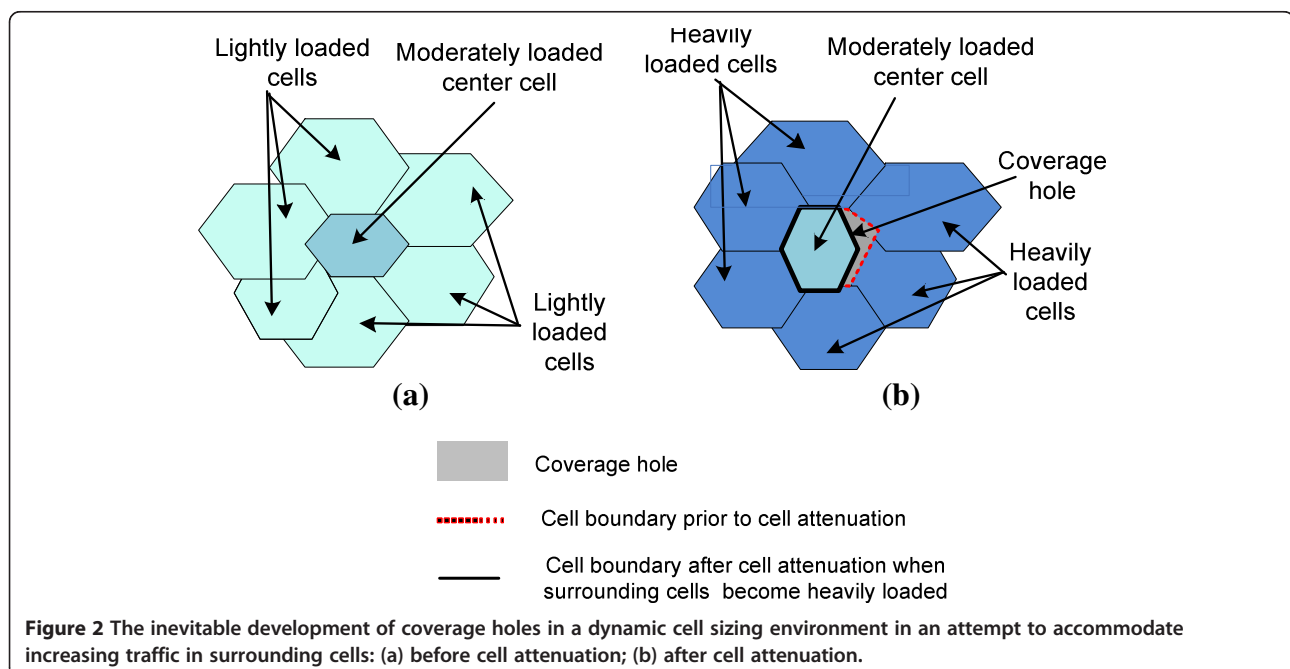 Lightly loaded
cells
Moderately loaded
center cell
Lightly
loaded
cells
(a)
Heavily
loaded cells
Moderately loaded
center cell
Coverage
hole
Heavily
loaded
cells
(b)
Coverage hole
Cell boundary prior to cell attenuation
Cell boundary after cell attenuation when
surrounding cells become heavily loaded
Figure 2 The inevitable development of coverage holes in a dynamic cell sizing environment in an attempt to accommodate
increasing traffic in surrounding cells: (a) before cell attenuation; (b) after cell attenuation.